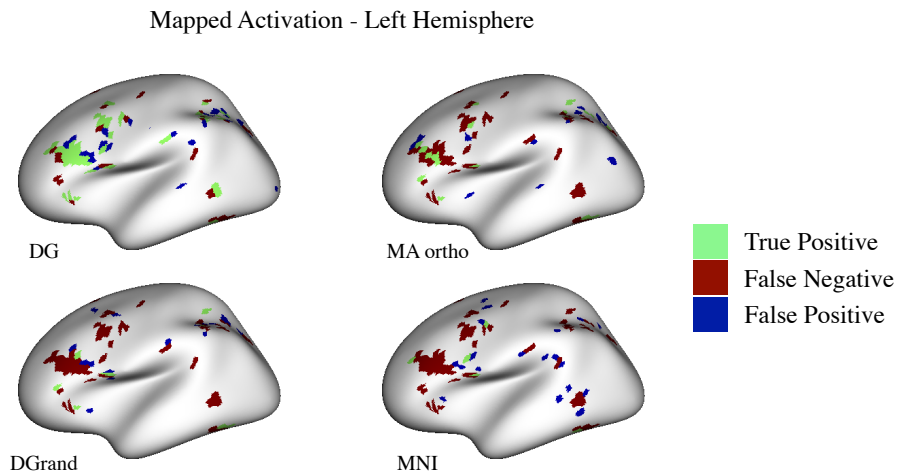 Mapped Activation - Left Hemisphere
DG
MA ortho
True Positive
False Negative
False Positive
DGrand
MNI